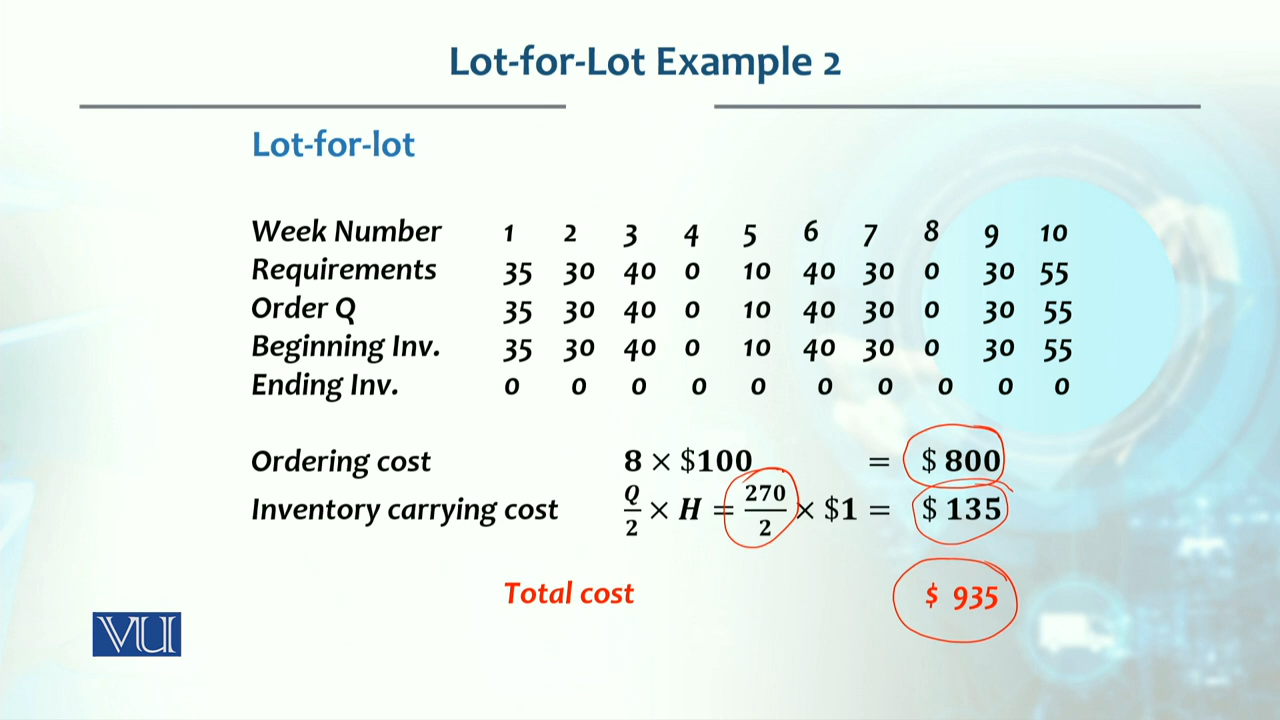 Lot-for-Lot Example 2
Lot-for-lot
Week Number 1 2 3 4 5 6 7 8 9 10
Requirements 35 30 40 0 10 40 30 0 30 55
Order Q 35 30 40 0 10 40 30 0 30 55
Beginning Inv. 35 30 40 0 10 40 30 0 30 55
Ending Inv. 0 0 0 0 0 0 0 0 0 0
Ordering cost 8 × $100 = $ 800
Inventory carrying cost Q/2 × H = 270/2 × $1 = $ 135
Total cost $ 935
VU